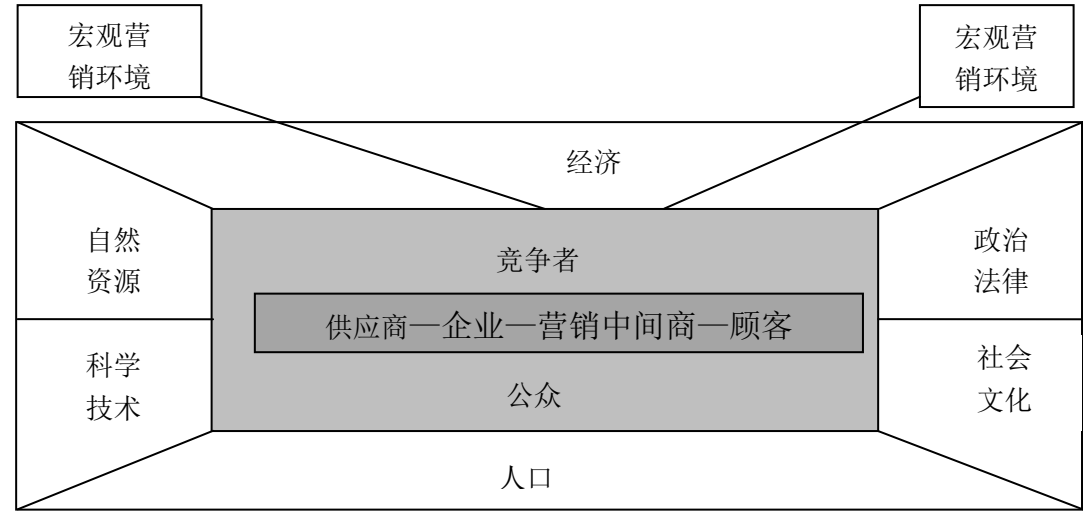 宏观营
销环境
宏观营
销环境
经济
自然
资源
政治
法律
竞争者
供应商—企业—营销中间商—顾客
科学
技术
社会
文化
公众
人口